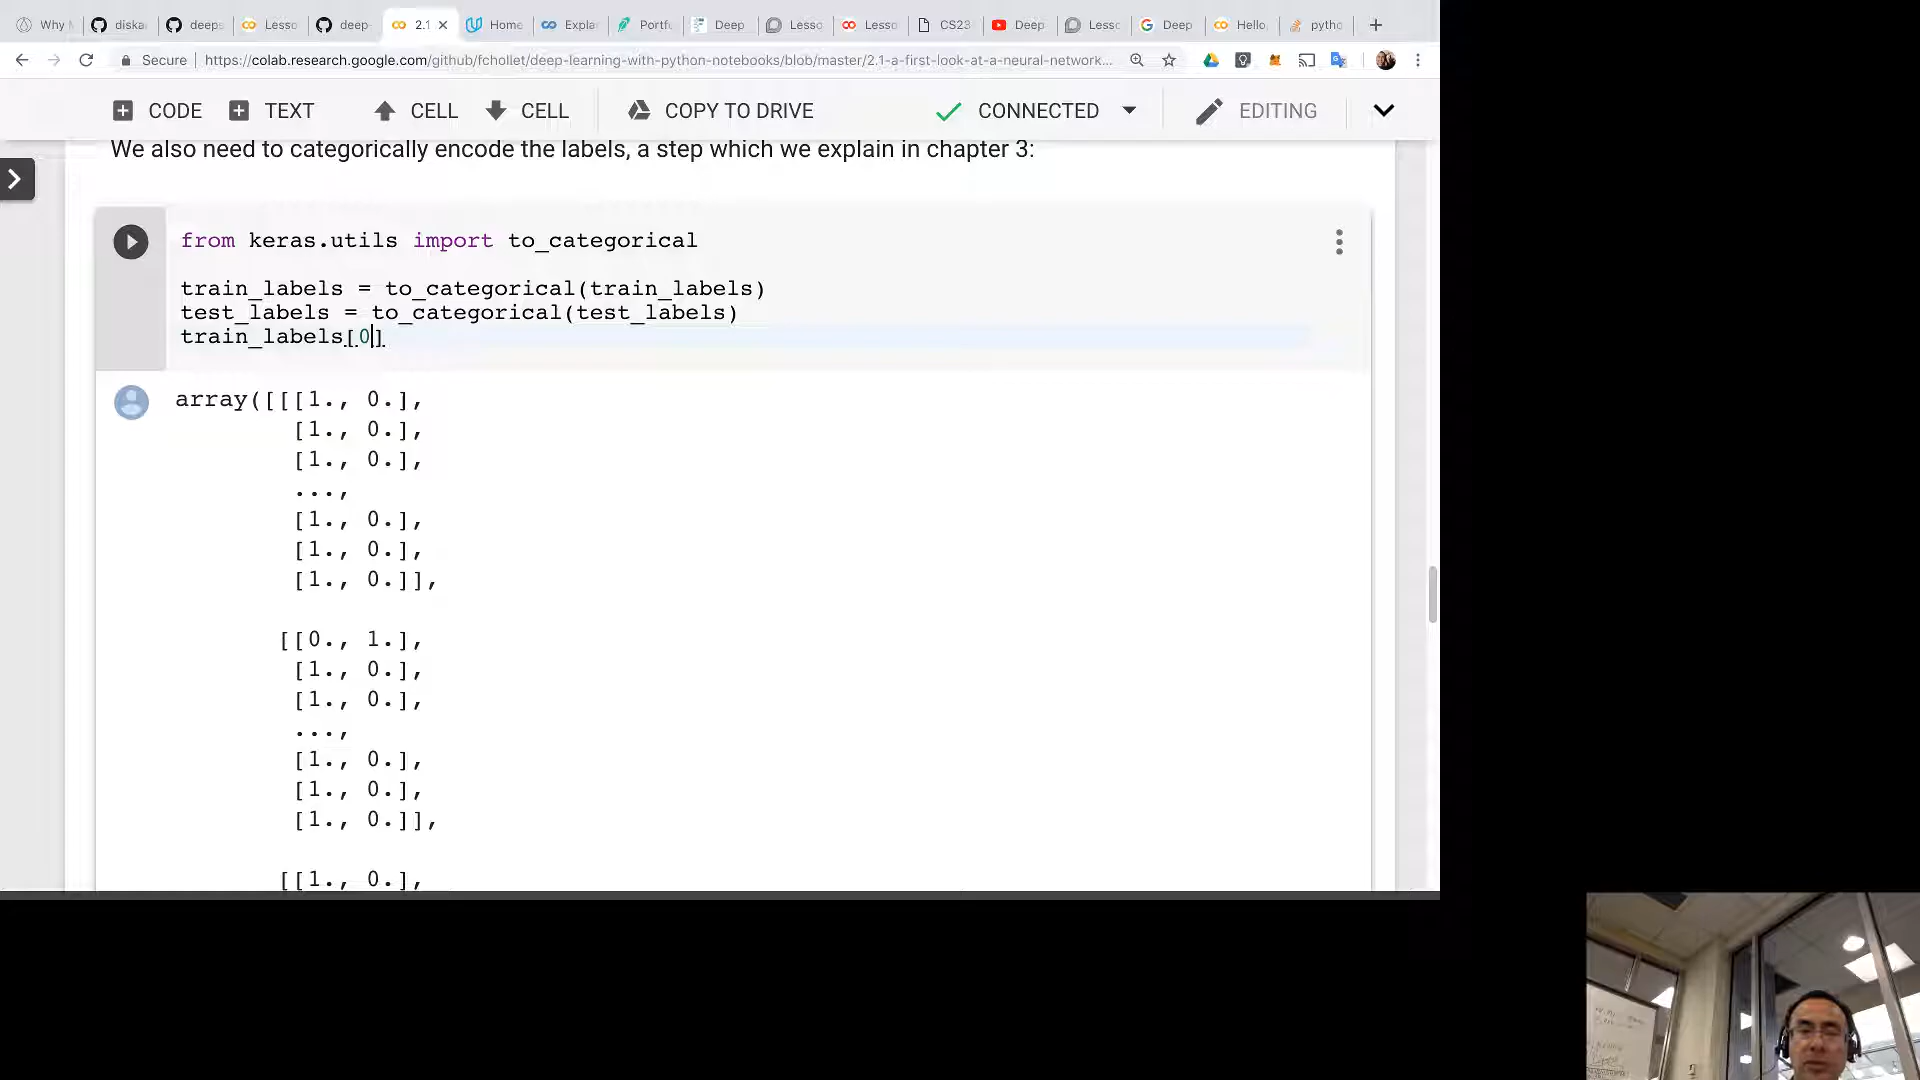 Why
diska
deeps
Lesso
deep-
2.1
Home
Expla
Portfo
Deep
Lesso
Lesso
CS23
Deep
Lesso
Deep
Hello
pytho
Secure https://colab.research.google.com/github/fchollet/deep-learning-with-python-notebooks/blob/master/2.1-a-first-look-at-a-neural-network...
CODE TEXT CELL CELL COPY TO DRIVE CONNECTED EDITING
We also need to categorically encode the labels, a step which we explain in chapter 3:
from keras.utils import to_categorical
train_labels = to_categorical(train_labels)
test_labels = to_categorical(test_labels)
train_labels[0]
array([[[1., 0.],
[1., 0.],
[1., 0.],
...,
[1., 0.],
[1., 0.],
[1., 0.]],
[[0., 1.],
[1., 0.],
[1., 0.],
...,
[1., 0.],
[1., 0.],
[1., 0.]],
[[1., 0.],